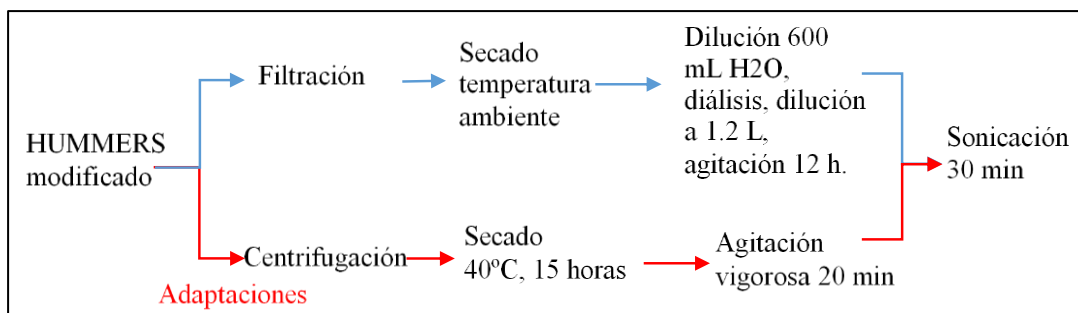 HUMMERS
modificado
Filtración
Secado
temperatura
ambiente
Dilución 600
mL H2O,
diálisis, dilución
a 1.2 L,
agitación 12 h.
Centrifugación
Adaptaciones
Secado
40ºC, 15 horas
Agitación
vigorosa 20 min
Sonicación
30 min